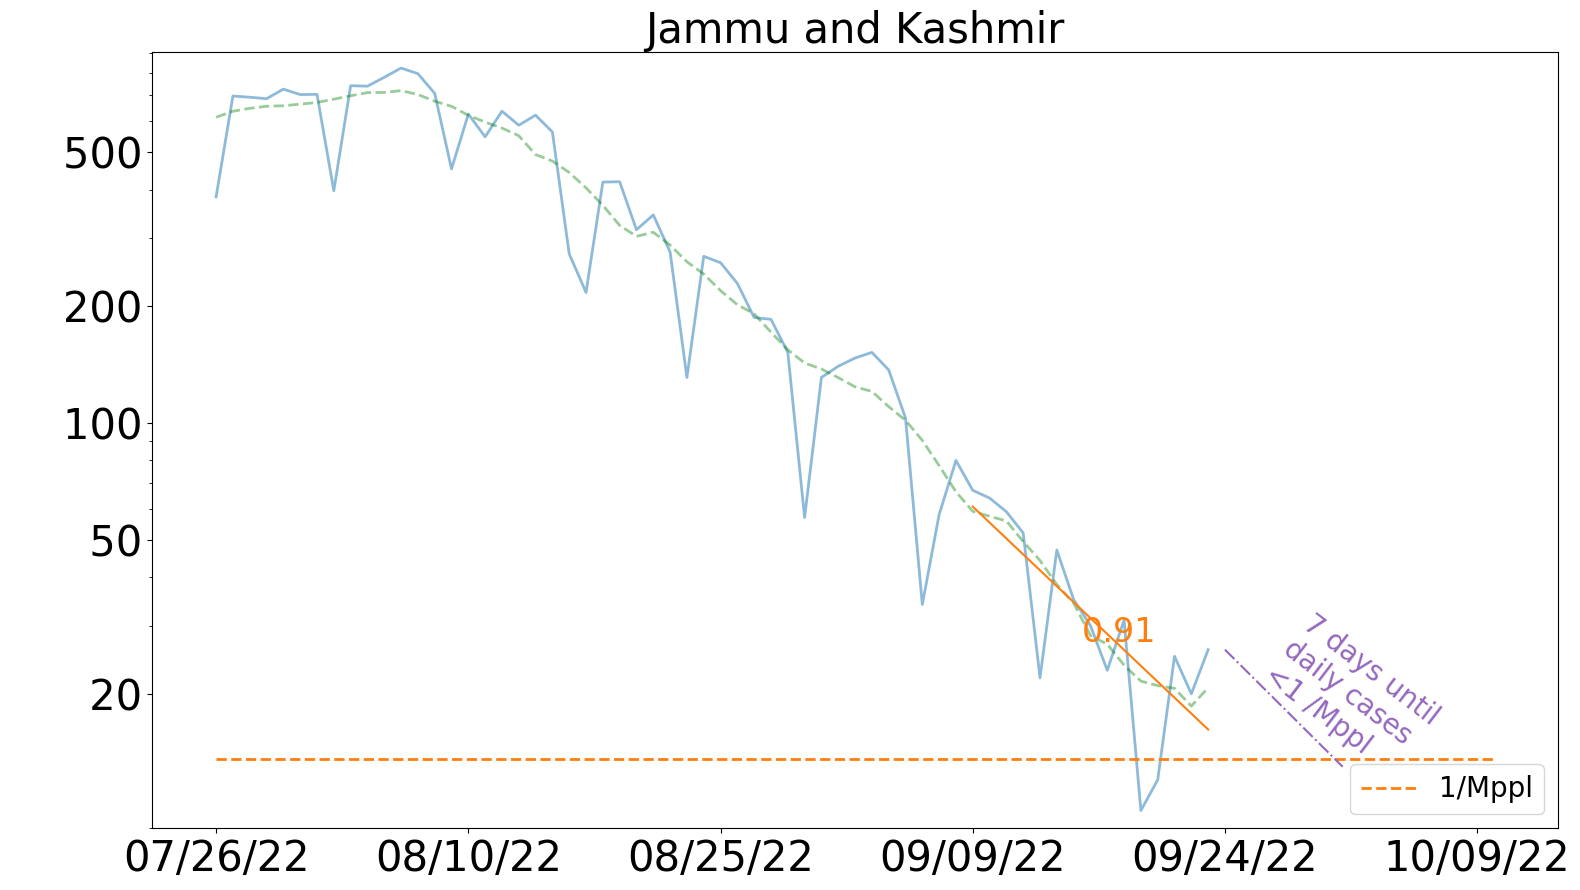 Jammu and Kashmir
500
200
100
50
20
0.91
7 days until
daily cases
<1 /Mppl
1/Mppl
07/26/22
08/10/22
08/25/22
09/09/22
09/24/22
10/09/22